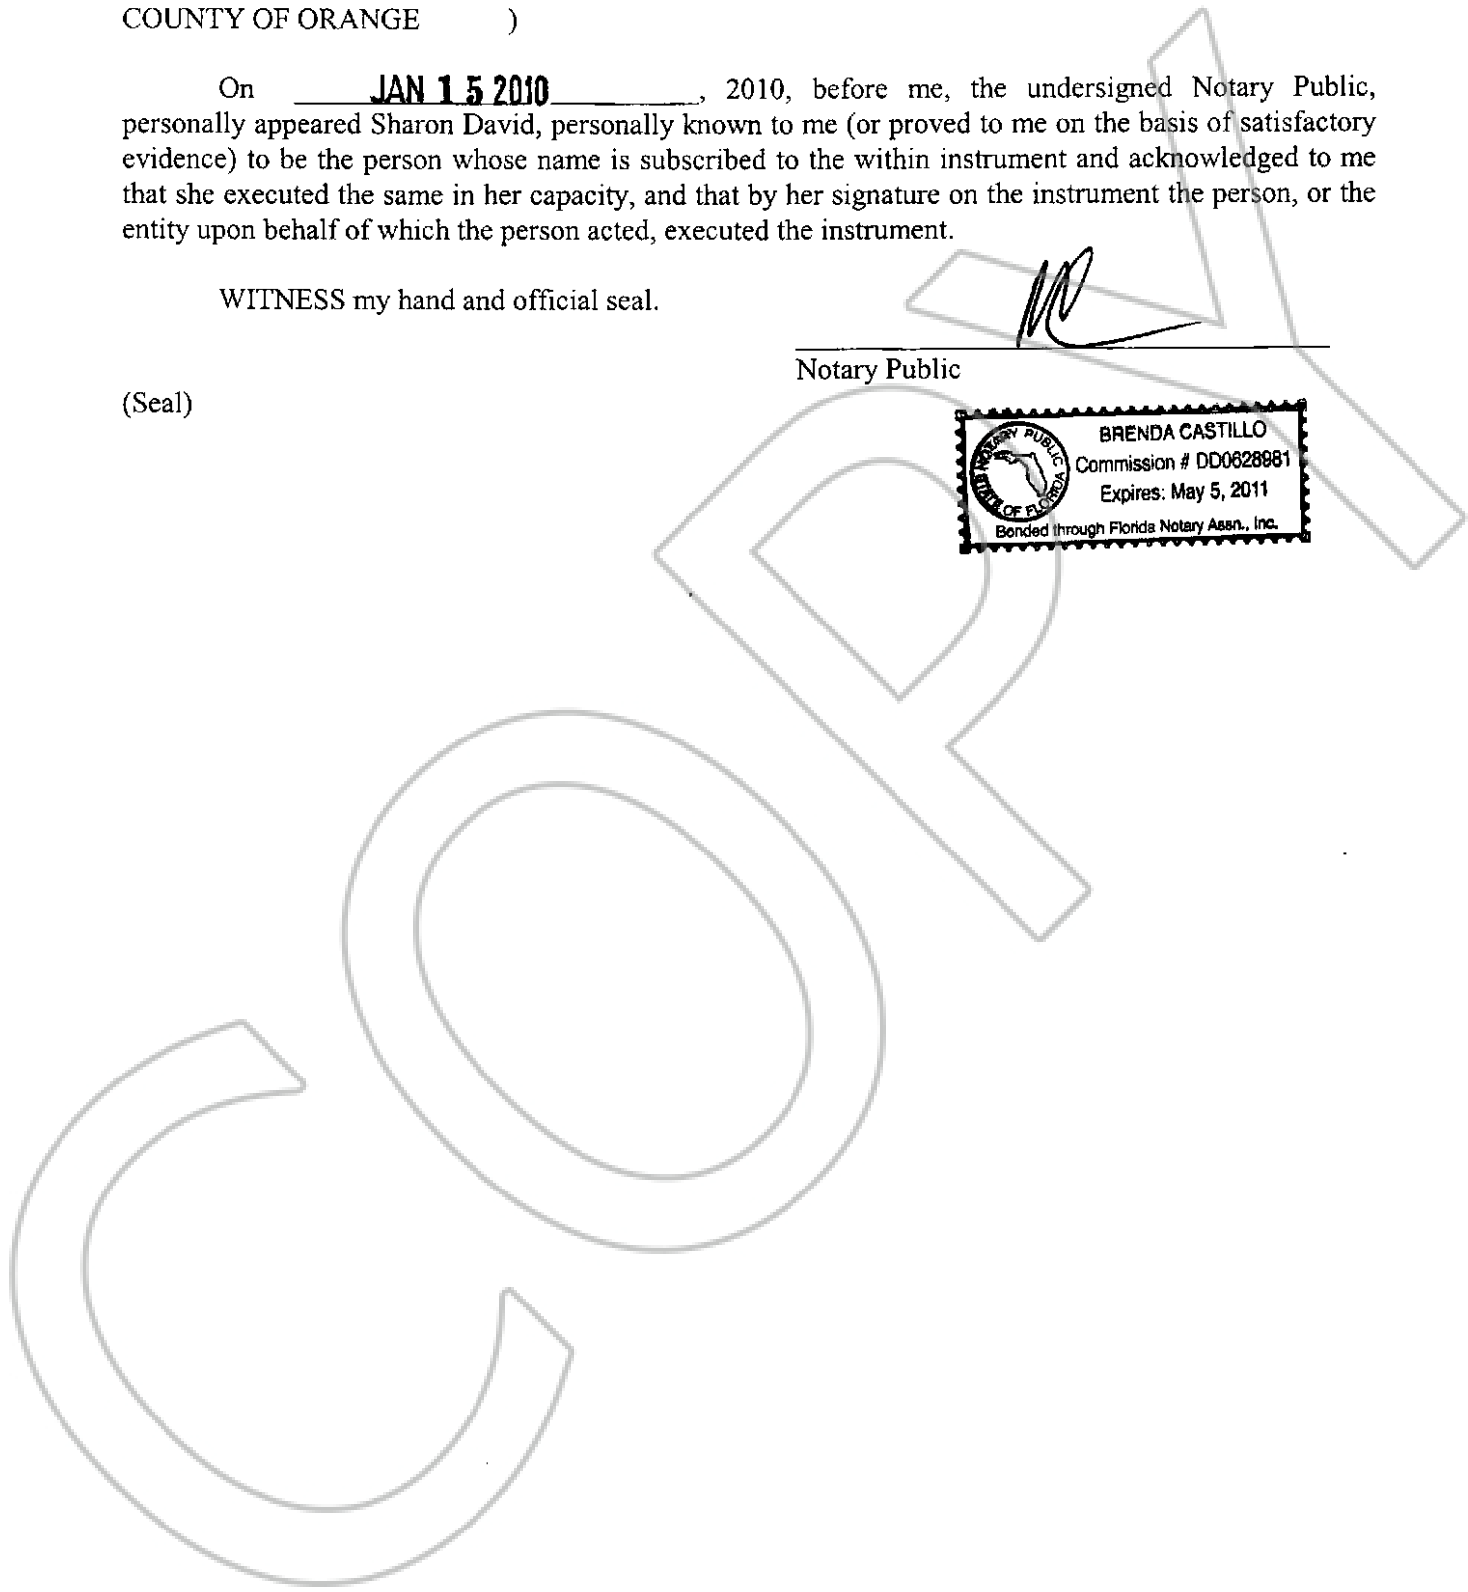 COUNTY OF ORANGE )
On JAN 15 2010, 2010, before me, the undersigned Notary Public,
personally appeared Sharon David, personally known to me (or proved to me on the basis of satisfactory
evidence) to be the person whose name is subscribed to the within instrument and acknowledged to me
that she executed the same in her capacity, and that by her signature on the instrument the person, or the
entity upon behalf of which the person acted, executed the instrument.
WITNESS my hand and official seal.
Notary Public
(Seal)
NOTARY PUBLIC
STATE OF FLORIDA
BRENDA CASTILLO
Commission # DD0628981
Expires: May 5, 2011
Bonded through Florida Notary Assn., Inc.
COPY